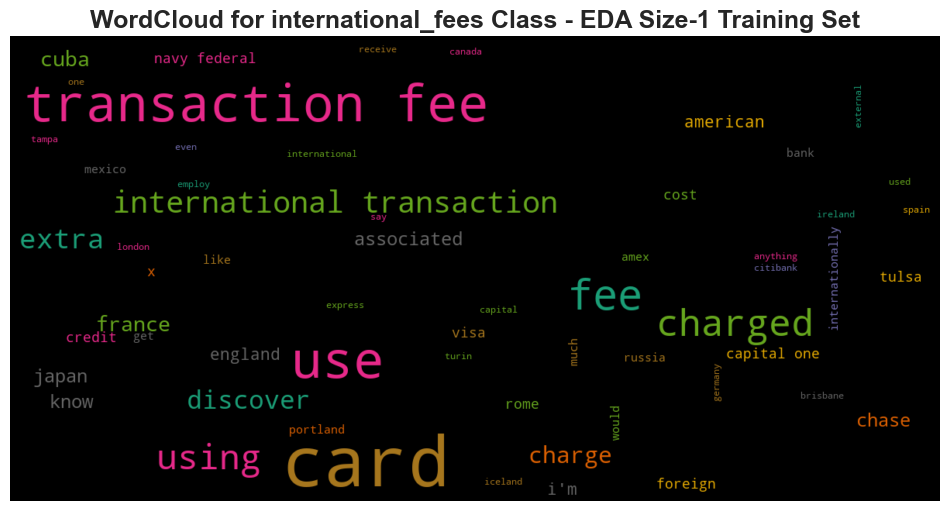 WordCloud for international_fees Class - EDA Size-1 Training Set
receive
canada
cuba
navy federal
one
transaction fee
external
american
tampa
even
international
bank
mexico
employ
used
cost
international transaction
spain
say
ireland
extra
london
associated
like
amex
anything
citibank
internationally
x
tulsa
fee
express
capital
charged
france
credit
get
visa
england
turin
much
russia
capital one
use
japan
germany
know
discover
rome
brisbane
would
chase
portland
using
card
charge
iceland
i'm
foreign